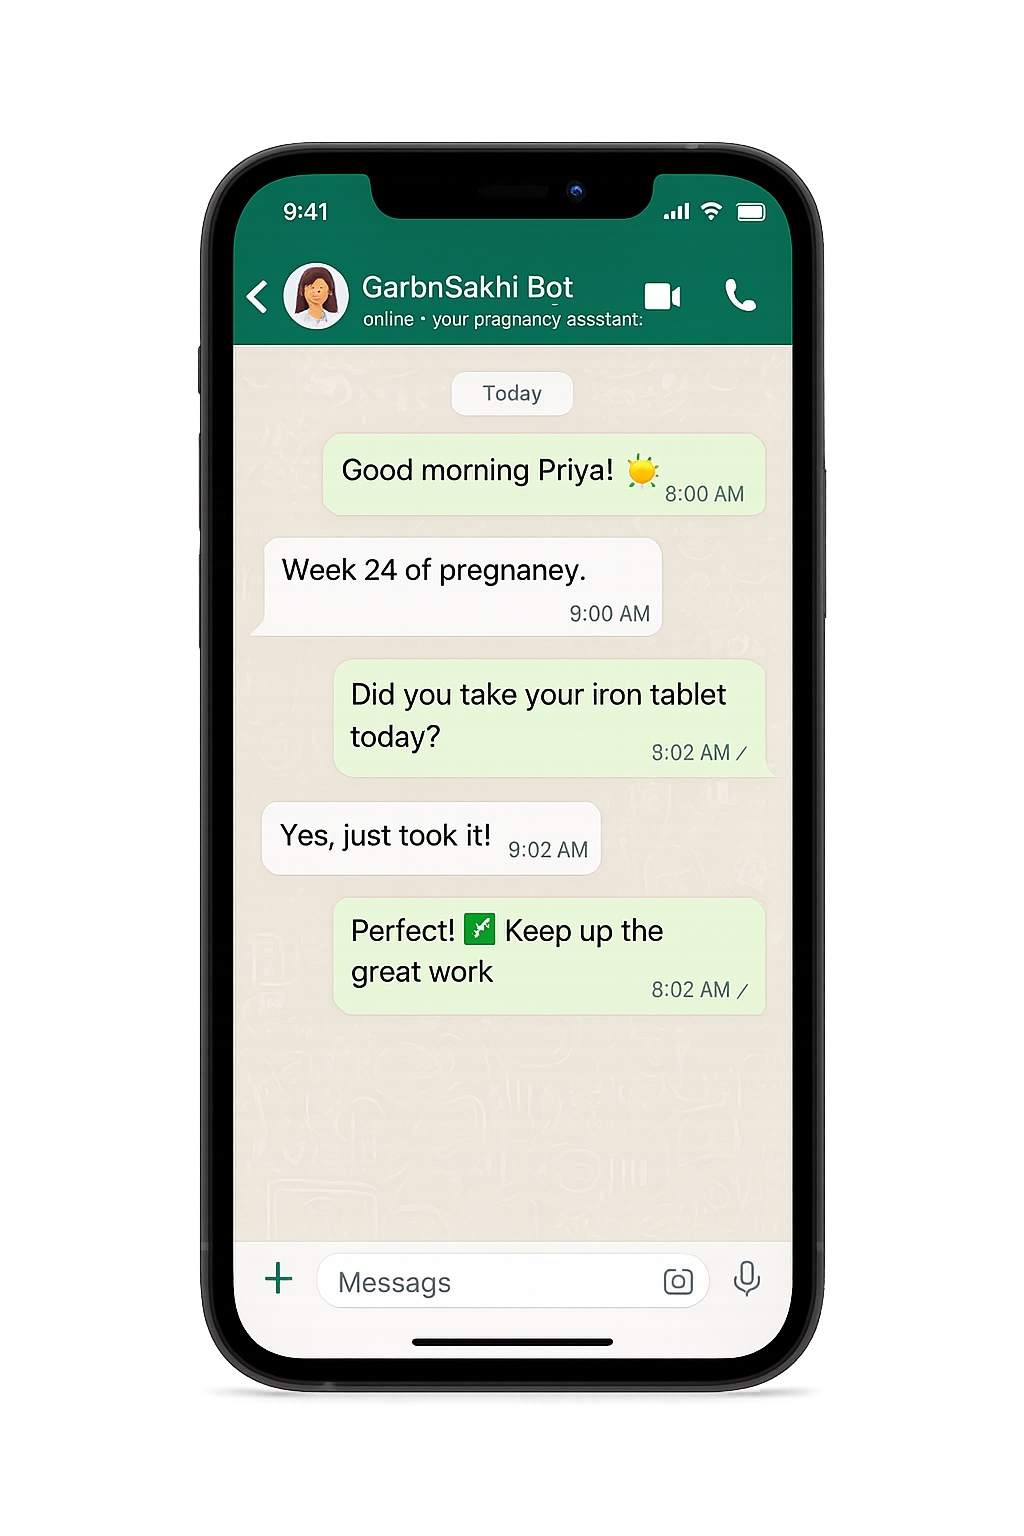 9:41
GarbnSakhi Bot
online • your pragnancy assstant:
Today
Good morning Priya! ☀️
8:00 AM
Week 24 of pregnaney.
9:00 AM
Did you take your iron tablet
today?
8:02 AM
Yes, just took it!
9:02 AM
Perfect! Keep up the
great work
8:02 AM
Messags